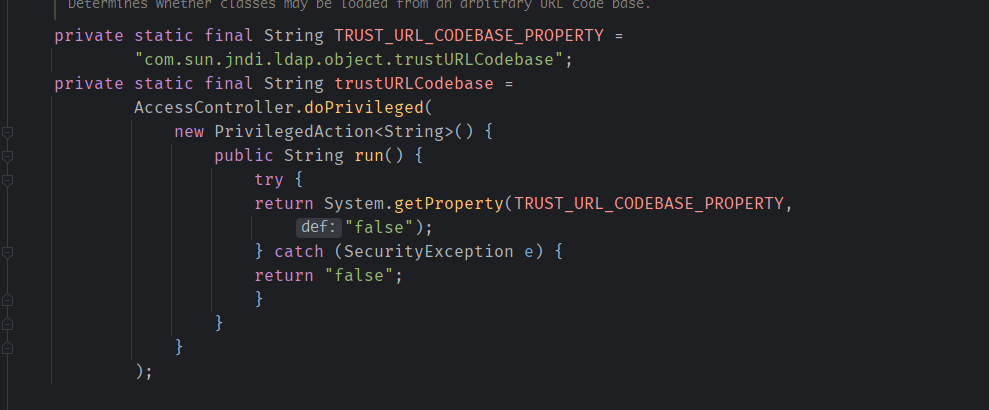 Determines whether classes may be loaded from an arbitrary URL code base.
private static final String TRUST_URL_CODEBASE_PROPERTY =
"com.sun.jndi.ldap.object.trustURLCodebase";
private static final String trustURLCodebase =
AccessController.doPrivileged(
new PrivilegedAction<String>() {
public String run() {
try {
return System.getProperty(TRUST_URL_CODEBASE_PROPERTY,
def: "false");
} catch (SecurityException e) {
return "false";
}
}
}
);